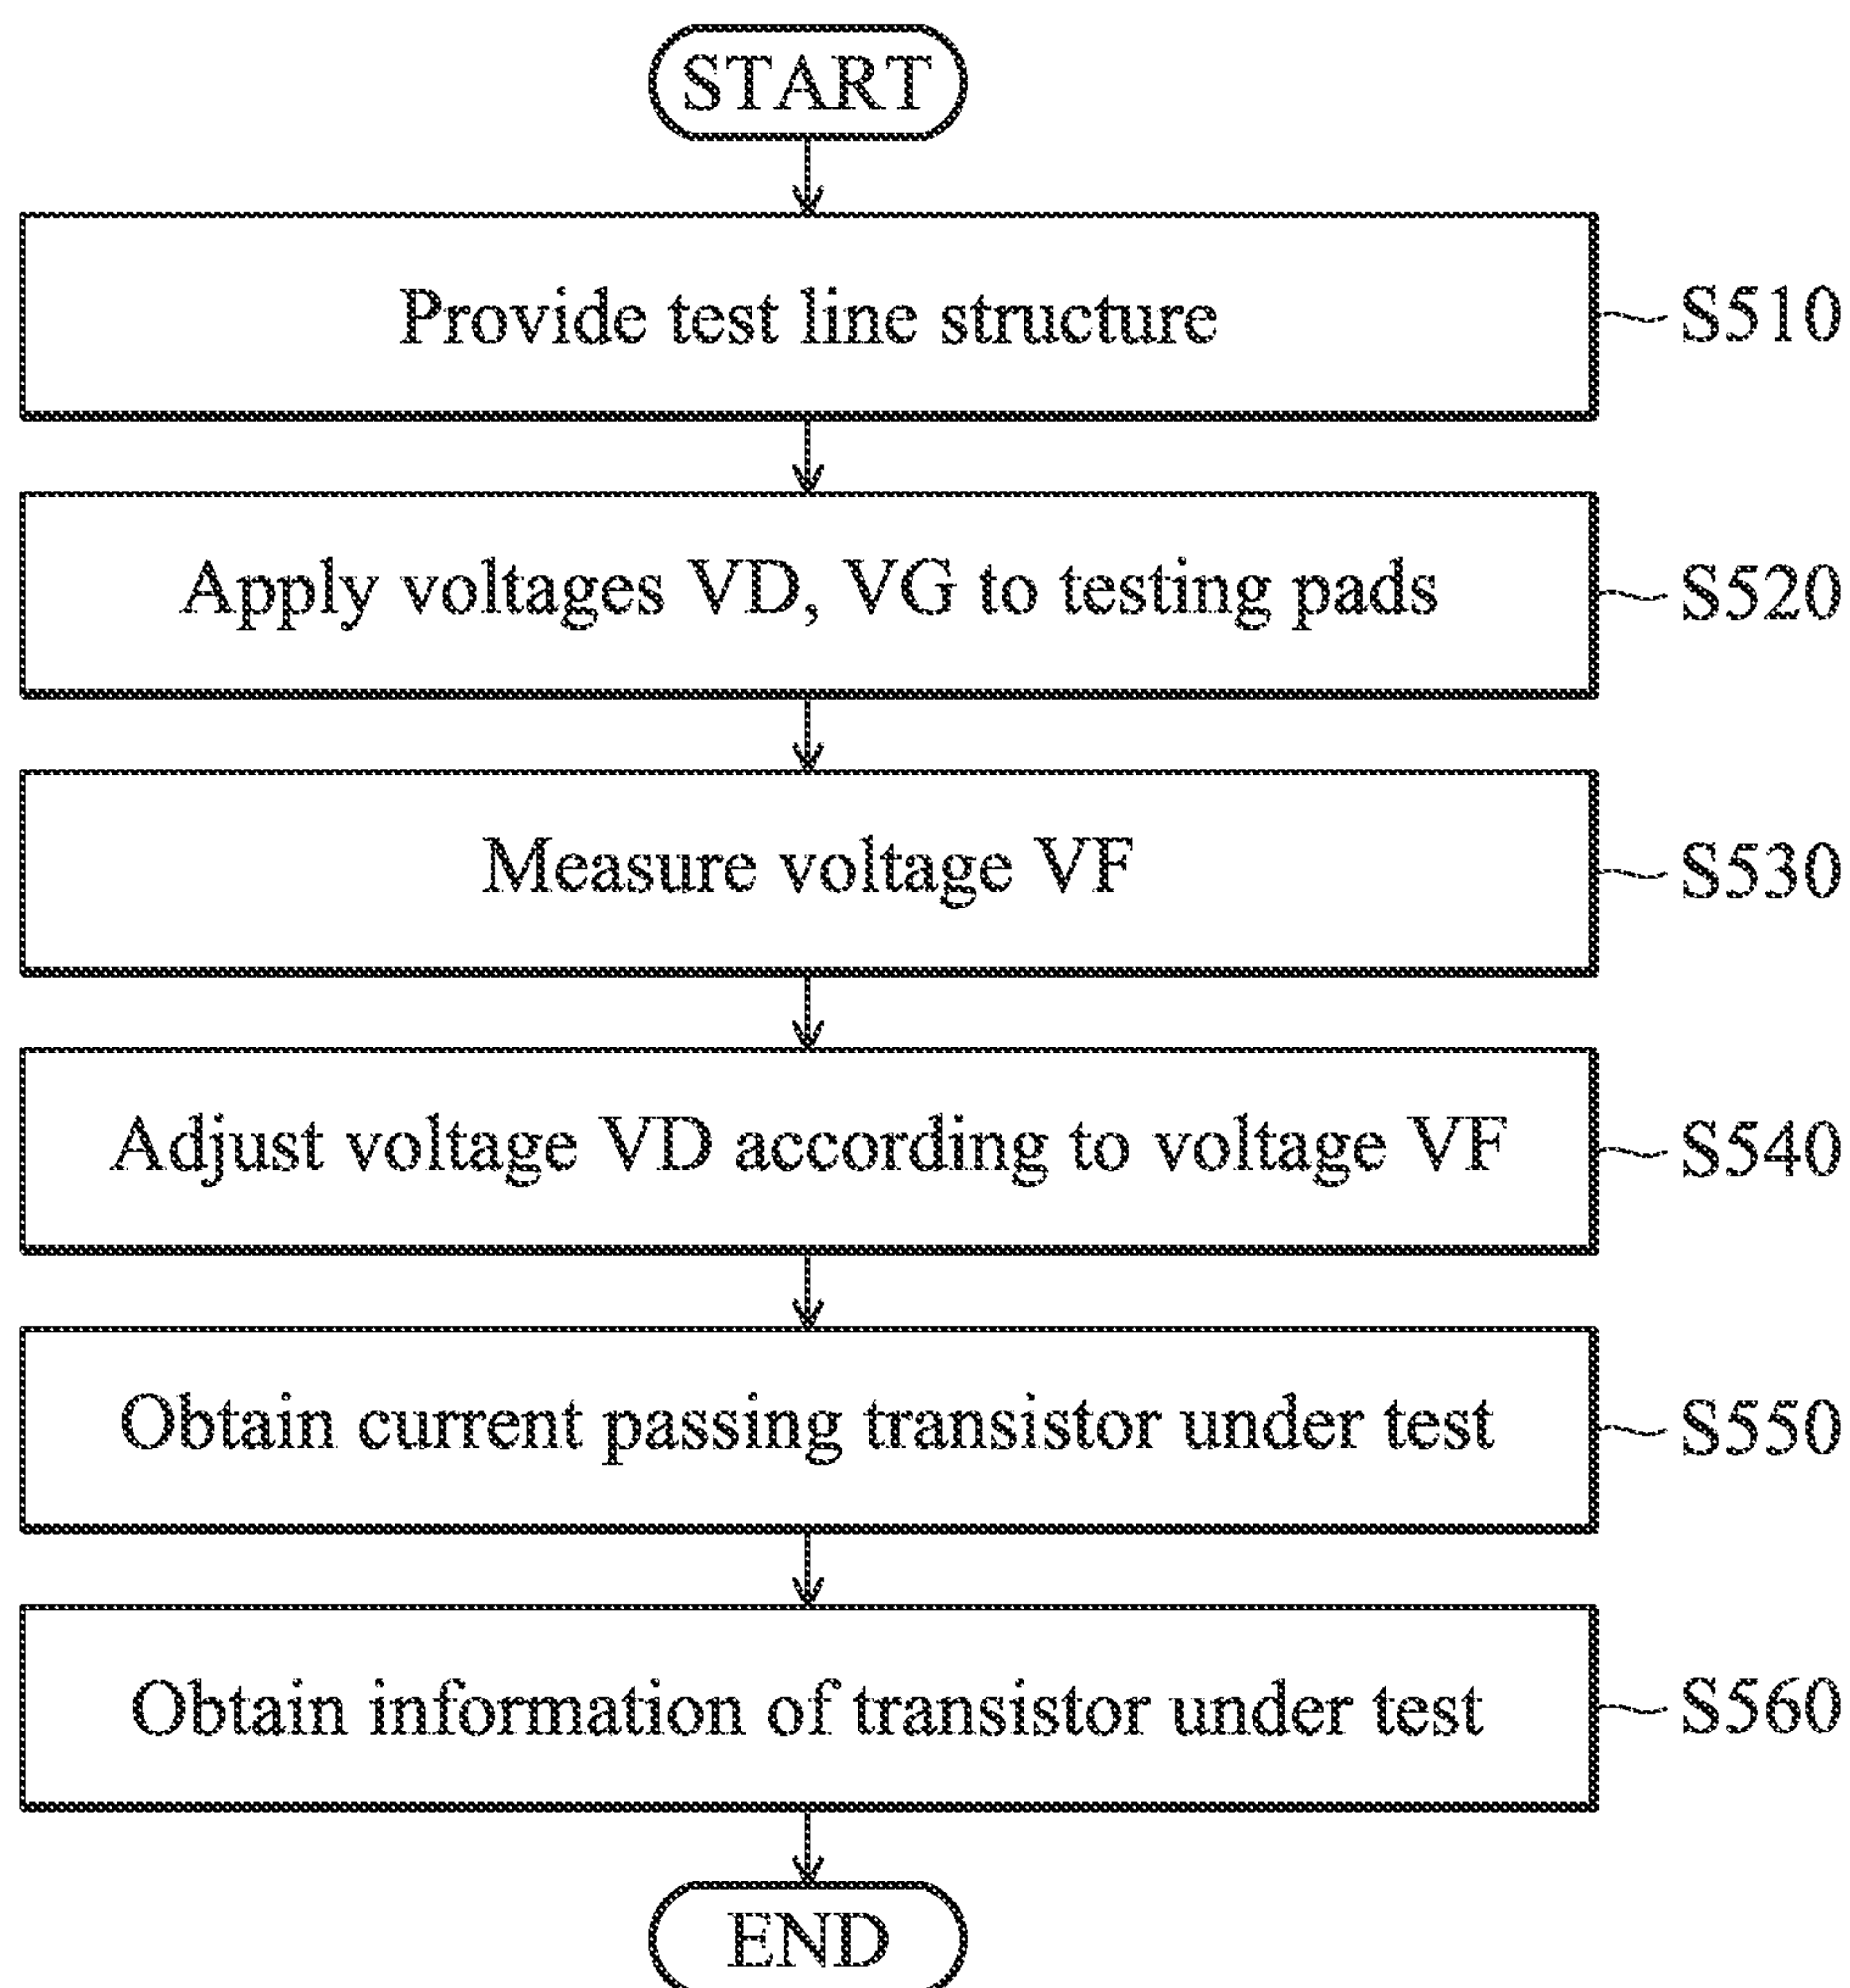 START
Provide test line structure
S510
Apply voltages VD, VG to testing pads
S520
Measure voltage VF
S530
Adjust voltage VD according to voltage VF
S540
Obtain current passing transistor under test
S550
Obtain information of transistor under test
S560
END